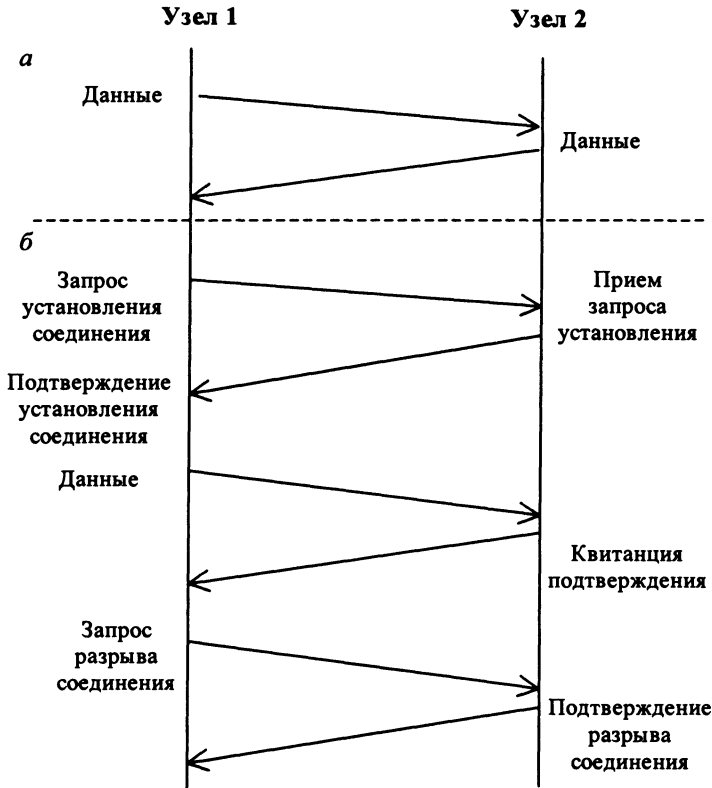 Узел 1
Узел 2
а
Данные
Данные
б
Запрос
установления
соединения
Прием
запроса
установления
Подтверждение
установления
соединения
Данные
Квитанция
подтверждения
Запрос
разрыва
соединения
Подтверждение
разрыва
соединения